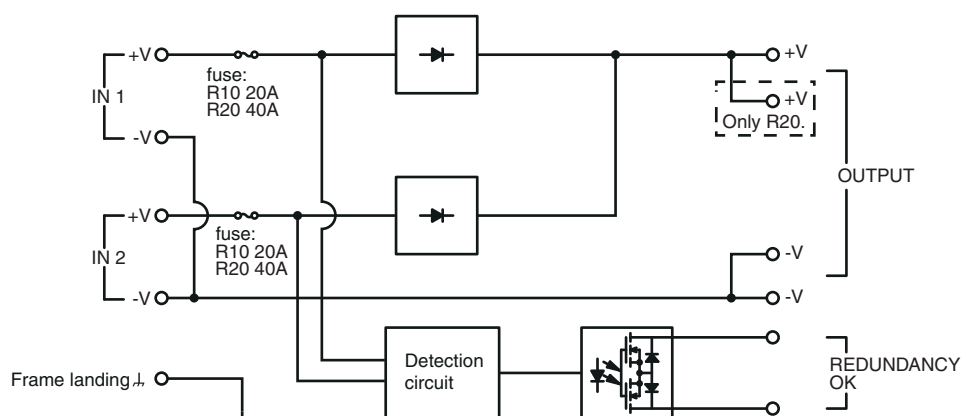 +V
IN 1
-V
fuse:
R10 20A
R20 40A
+V
+V
Only R20.
OUTPUT
+V
IN 2
-V
fuse:
R10 20A
R20 40A
-V
-V
Detection
circuit
REDUNDANCY
OK
Frame landing